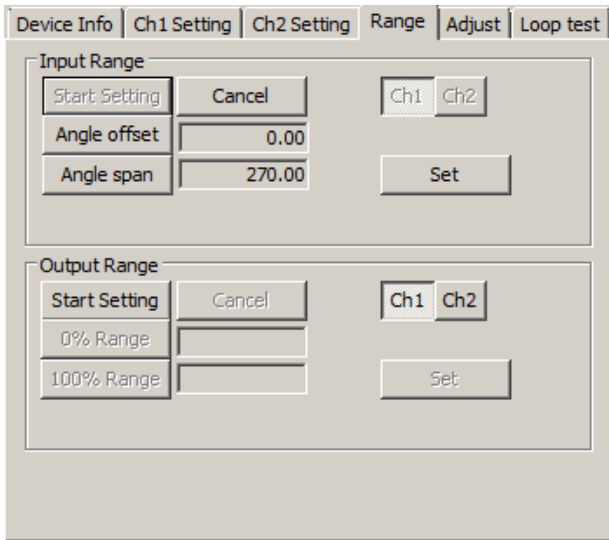 Device Info Ch1 Setting Ch2 Setting Range Adjust Loop test
Input Range
Start Setting Cancel Ch1 Ch2
Angle offset 0.00
Angle span 270.00 Set
Output Range
Start Setting Cancel Ch1 Ch2
0% Range
100% Range Set